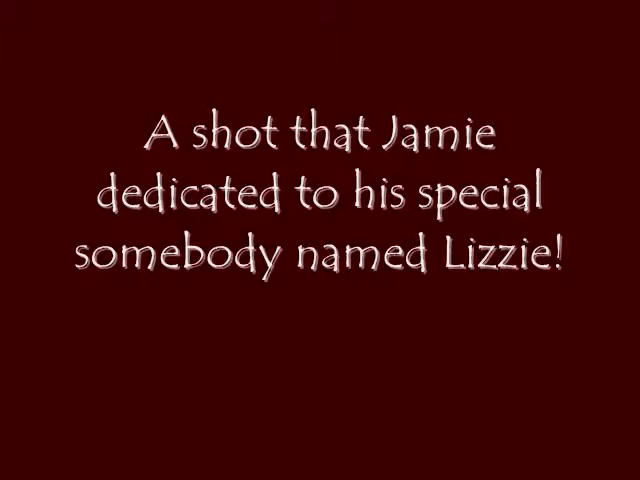 A shot that Jamie
dedicated to his special
somebody named Lizzie!